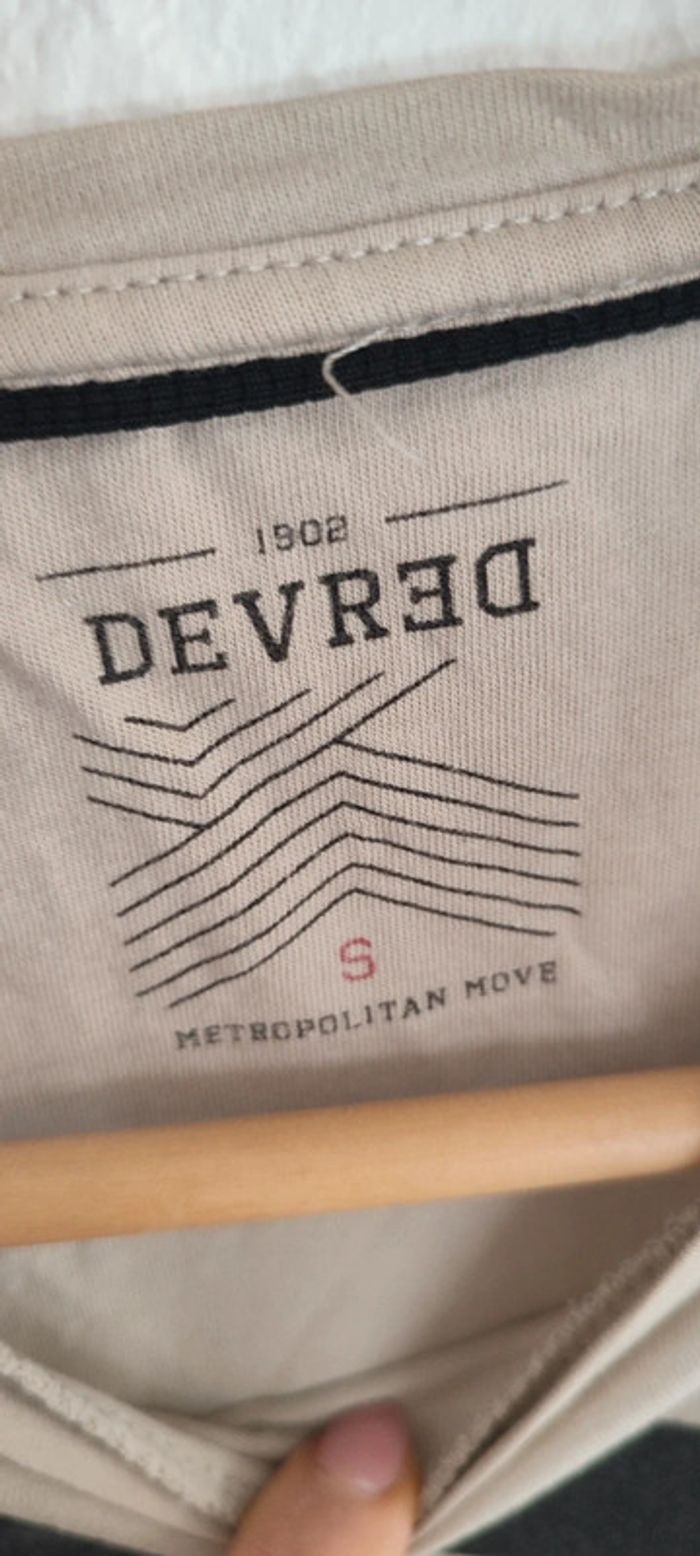 1902
DEVRED
S
METROPOLITAN MOVE